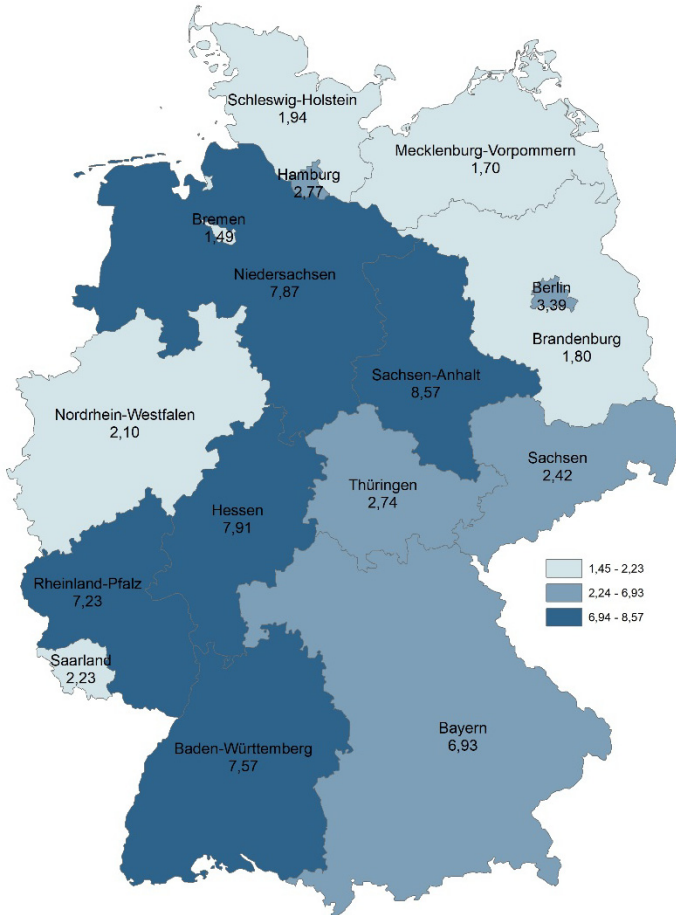 Schleswig-Holstein
1,94
Mecklenburg-Vorpommern
1,70
Hamburg
2,77
Bremen
1,49
Niedersachsen
7,87
Berlin
3,39
Brandenburg
1,80
Sachsen-Anhalt
8,57
Nordrhein-Westfalen
2,10
Sachsen
2,42
Thüringen
2,74
Hessen
7,91
Rheinland-Pfalz
7,23
Saarland
2,23
Baden-Württemberg
7,57
Bayern
6,93
1,45 - 2,23
2,24 - 6,93
6,94 - 8,57